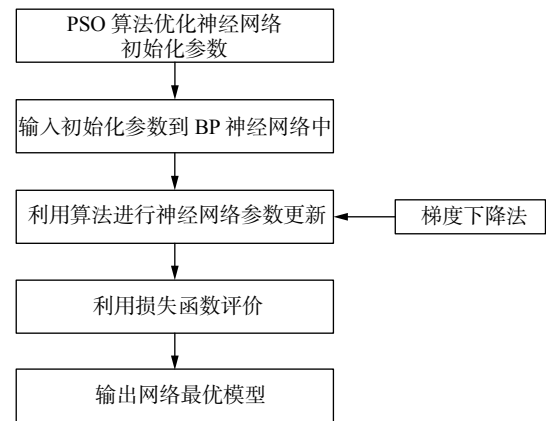 PSO 算法优化神经网络
初始化参数
输入初始化参数到 BP 神经网络中
利用算法进行神经网络参数更新
梯度下降法
利用损失函数评价
输出网络最优模型